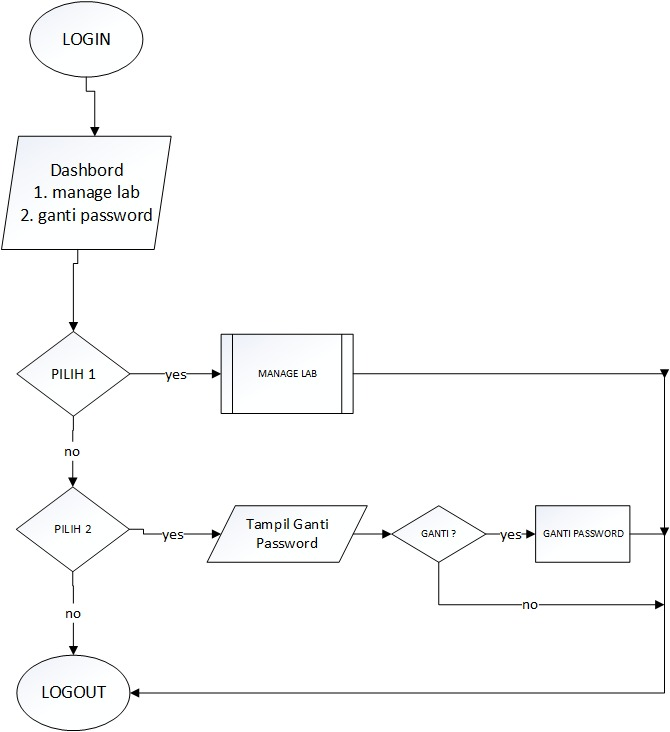 LOGIN
Dashbord
1. manage lab
2. ganti password
PILIH 1
yes
MANAGE LAB
no
PILIH 2
yes
Tampil Ganti
Password
GANTI ?
yes
GANTI PASSWORD
no
no
LOGOUT